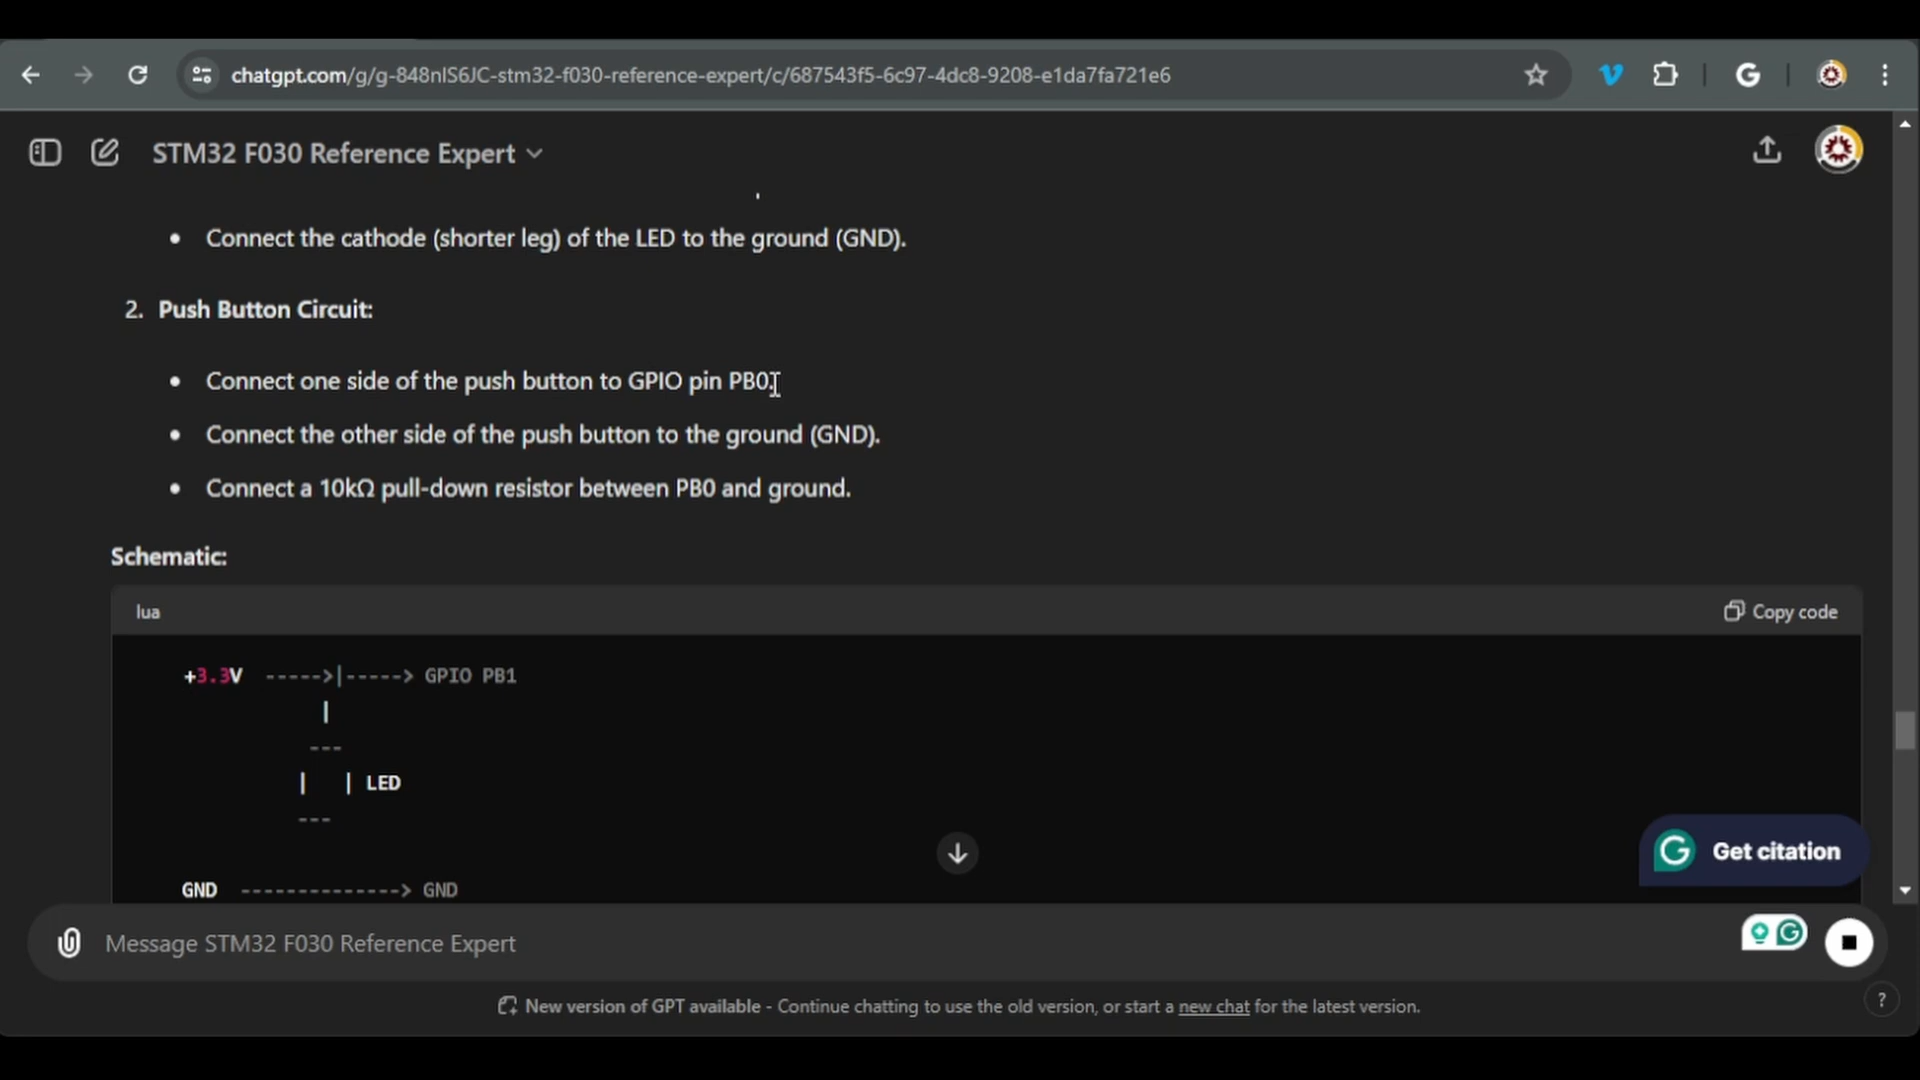 chatgpt.com/g/g-848nlS6JC-stm32-f030-reference-expert/c/687543f5-6c97-4dc8-9208-e1da7fa721e6
STM32 F030 Reference Expert
• Connect the cathode (shorter leg) of the LED to the ground (GND).
2. Push Button Circuit:
• Connect one side of the push button to GPIO pin PB0.
• Connect the other side of the push button to the ground (GND).
• Connect a 10kΩ pull-down resistor between PB0 and ground.
Schematic:
lua Copy code
+3.3V ----->|-----> GPIO PB1
|
---
| | LED
---
GND --------------> GND
Get citation
Message STM32 F030 Reference Expert
New version of GPT available - Continue chatting to use the old version, or start a new chat for the latest version.
?